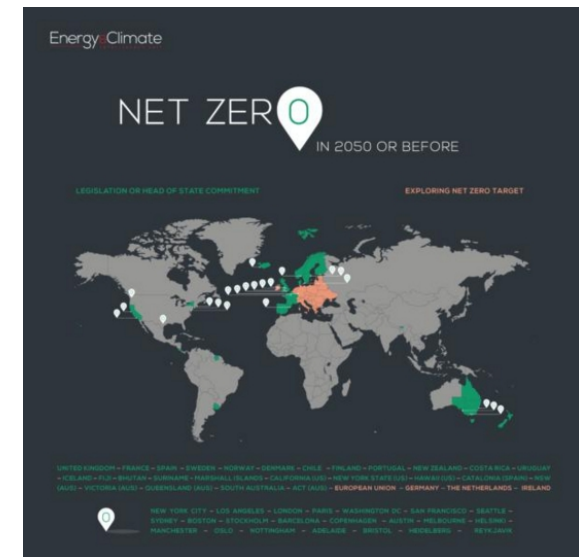 Energy&Climate
NET ZERO
IN 2050 OR BEFORE
LEGISLATION OR HEAD OF STATE COMMITMENT
EXPLORING NET ZERO TARGET
UNITED KINGDOM – FRANCE – SPAIN – SWEDEN – NORWAY – DENMARK – CHILE – FINLAND – PORTUGAL – NEW ZEALAND – COSTA RICA – URUGUAY
– ICELAND – FIJI – BHUTAN – SURINAME – MARSHALL ISLANDS – CALIFORNIA (US) – NEW YORK STATE (US) – HAWAII (US) – CATALONIA (SPAIN) – NEW
(AUS) – VICTORIA (AUS) – QUEENSLAND (AUS) – SOUTH AUSTRALIA – ACT (AUS) – EUROPEAN UNION – GERMANY – THE NETHERLANDS – IRELAND
0
NEW YORK CITY – LOS ANGELES – LONDON – PARIS – WASHINGTON DC – SAN FRANCISCO – SEATTLE –
SYDNEY – BOSTON – STOCKHOLM – BARCELONA – COPENHAGEN – AUSTIN – MELBOURNE – HELSINKI –
MANCHESTER – OSLO – NOTTINGHAM – ADELAIDE – BRISTOL – HEIDELBERG – REYKJAVIK